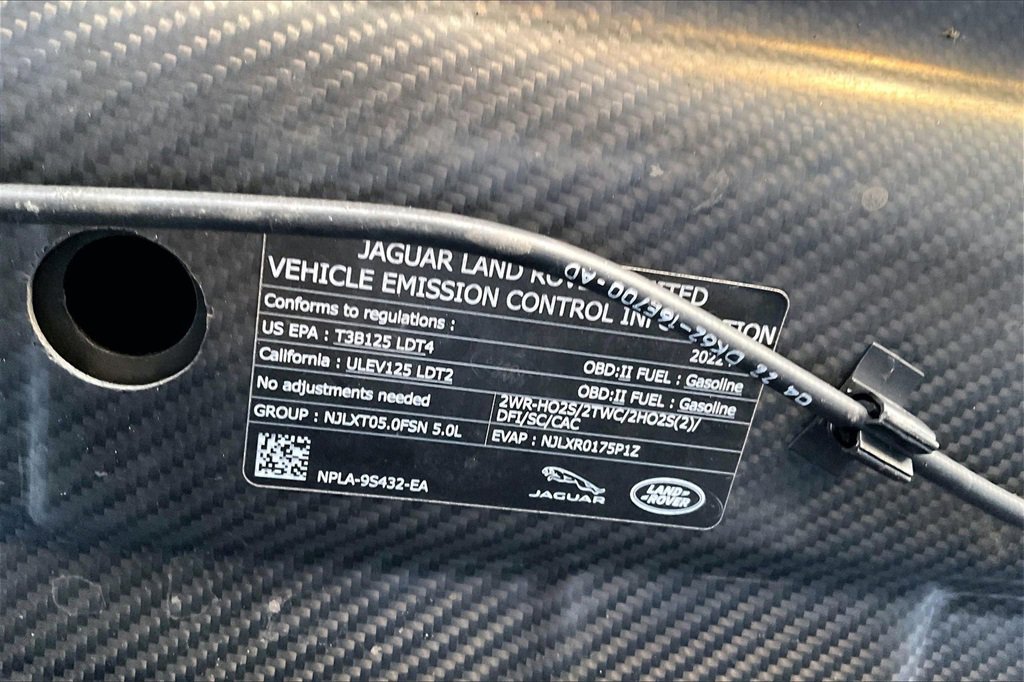 JAGUAR LAND
VEHICLE EMISSION CONTROL
Conforms to regulations :
US EPA : T3B125 LDT4
OBD:II FUEL : Gasoline
California : ULEV125 LDT2
OBD:II FUEL : Gasoline
No adjustments needed
2WR-HO2S/2TWC/2HO2S(2)/
DFI/SC/CAC
GROUP : NJLXT05.0FSN 5.0L
EVAP : NJLXR0175P1Z
NPLA-9S432-EA
JAGUAR
LAND-
-ROVER